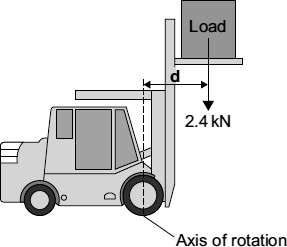 Load
d
2.4 kN
Axis of rotation